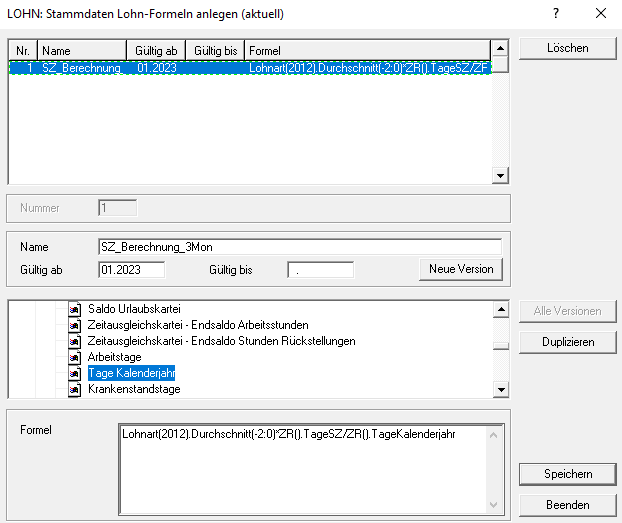 LOHN: Stammdaten Lohn-Formeln anlegen (aktuell)
Nr. Name Gültig ab Gültig bis Formel
1 SZ_Berechnung_ 01.2023 Lohnart(2012).Durchschnitt(-2:0)*ZR().TageSZ/ZF
Löschen
Nummer 1
Name SZ_Berechnung_3Mon
Gültig ab 01.2023 Gültig bis . Neue Version
Saldo Urlaubskartei
Zeitausgleichskartei - Endsaldo Arbeitsstunden
Zeitausgleichskartei - Endsaldo Stunden Rückstellungen
Arbeitstage
Tage Kalenderjahr
Krankenstandstage
Alle Versionen
Duplizieren
Formel Lohnart(2012).Durchschnitt(-2:0)*ZR().TageSZ/ZR().TageKalenderjahr
Speichern
Beenden